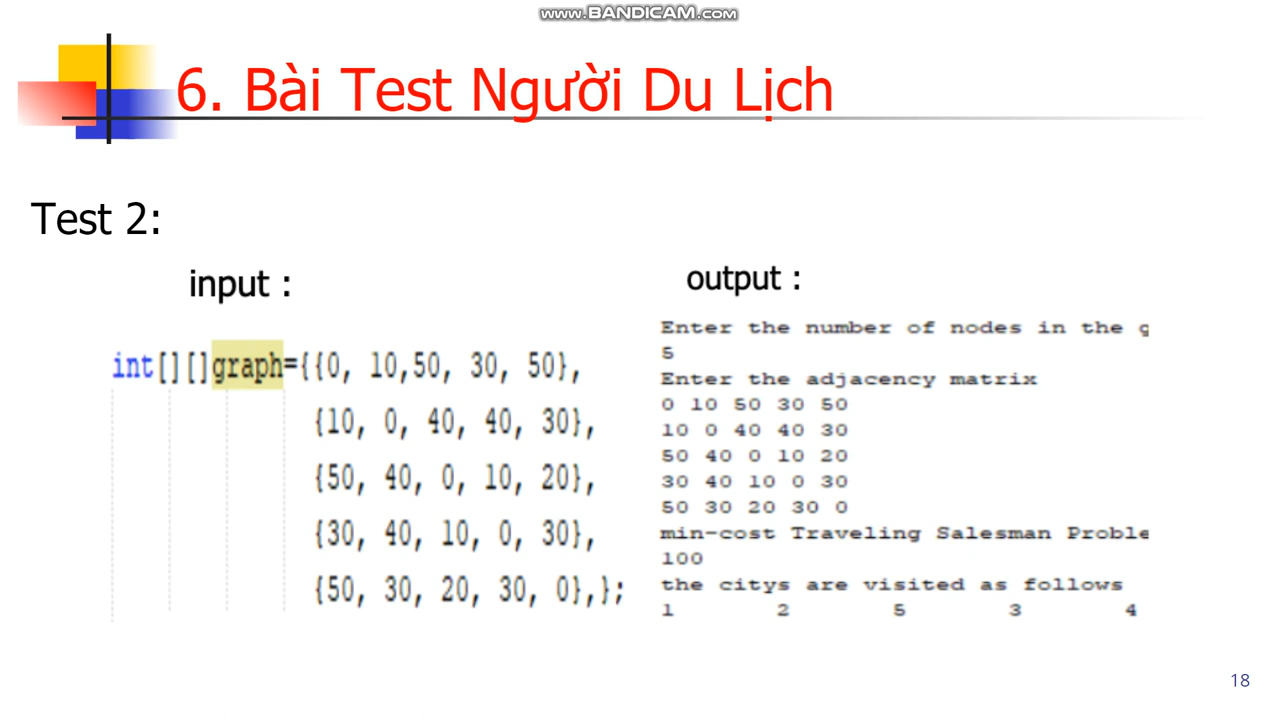 www.BANDICAM.com
6. Bài Test Người Du Lịch
Test 2:
input :
int[][]graph={{0, 10,50, 30, 50},
{10, 0, 40, 40, 30},
{50, 40, 0, 10, 20},
{30, 40, 10, 0, 30},
{50, 30, 20, 30, 0},};
output :
Enter the number of nodes in the
5
Enter the adjacency matrix
0 10 50 30 50
10 0 40 40 30
50 40 0 10 20
30 40 10 0 30
50 30 20 30 0
min-cost Traveling Salesman Proble
100
the citys are visited as follows
1 2 5 3 4
18